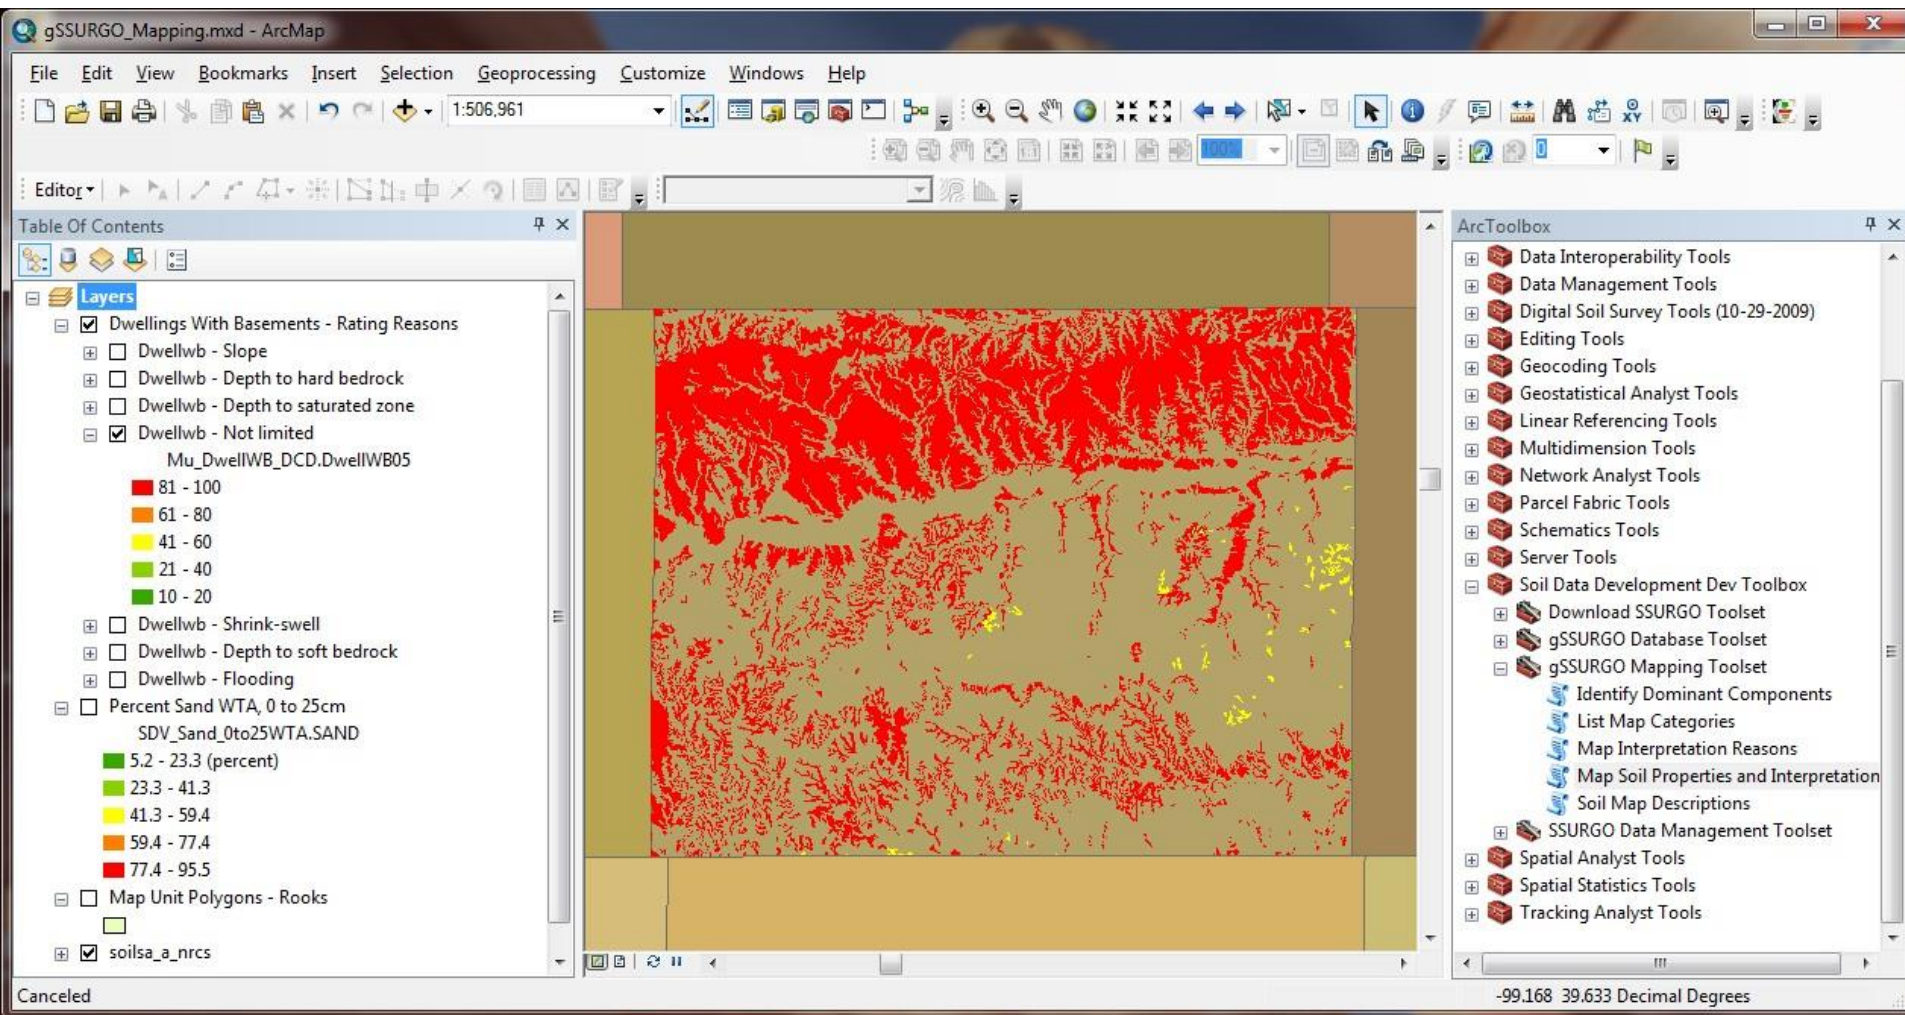 gSSURGO_Mapping.mxd - ArcMap
File Edit View Bookmarks Insert Selection Geoprocessing Customize Windows Help
1:506,961
XY
1:1
100%
0
Editor
Table Of Contents
Layers
Dwellings With Basements - Rating Reasons
Dwellwb - Slope
Dwellwb - Depth to hard bedrock
Dwellwb - Depth to saturated zone
Dwellwb - Not limited
Mu_DwellWB_DCD.DwellWB05
81 - 100
61 - 80
41 - 60
21 - 40
10 - 20
Dwellwb - Shrink-swell
Dwellwb - Depth to soft bedrock
Dwellwb - Flooding
Percent Sand WTA, 0 to 25cm
SDV_Sand_0to25WTA.SAND
5.2 - 23.3 (percent)
23.3 - 41.3
41.3 - 59.4
59.4 - 77.4
77.4 - 95.5
Map Unit Polygons - Rooks
soilsa_a_nrcs
ArcToolbox
Data Interoperability Tools
Data Management Tools
Digital Soil Survey Tools (10-29-2009)
Editing Tools
Geocoding Tools
Geostatistical Analyst Tools
Linear Referencing Tools
Multidimension Tools
Network Analyst Tools
Parcel Fabric Tools
Schematics Tools
Server Tools
Soil Data Development Dev Toolbox
Download SSURGO Toolset
gSSURGO Database Toolset
gSSURGO Mapping Toolset
Identify Dominant Components
List Map Categories
Map Interpretation Reasons
Map Soil Properties and Interpretation
Soil Map Descriptions
SSURGO Data Management Toolset
Spatial Analyst Tools
Spatial Statistics Tools
Tracking Analyst Tools
Canceled
-99.168 39.633 Decimal Degrees